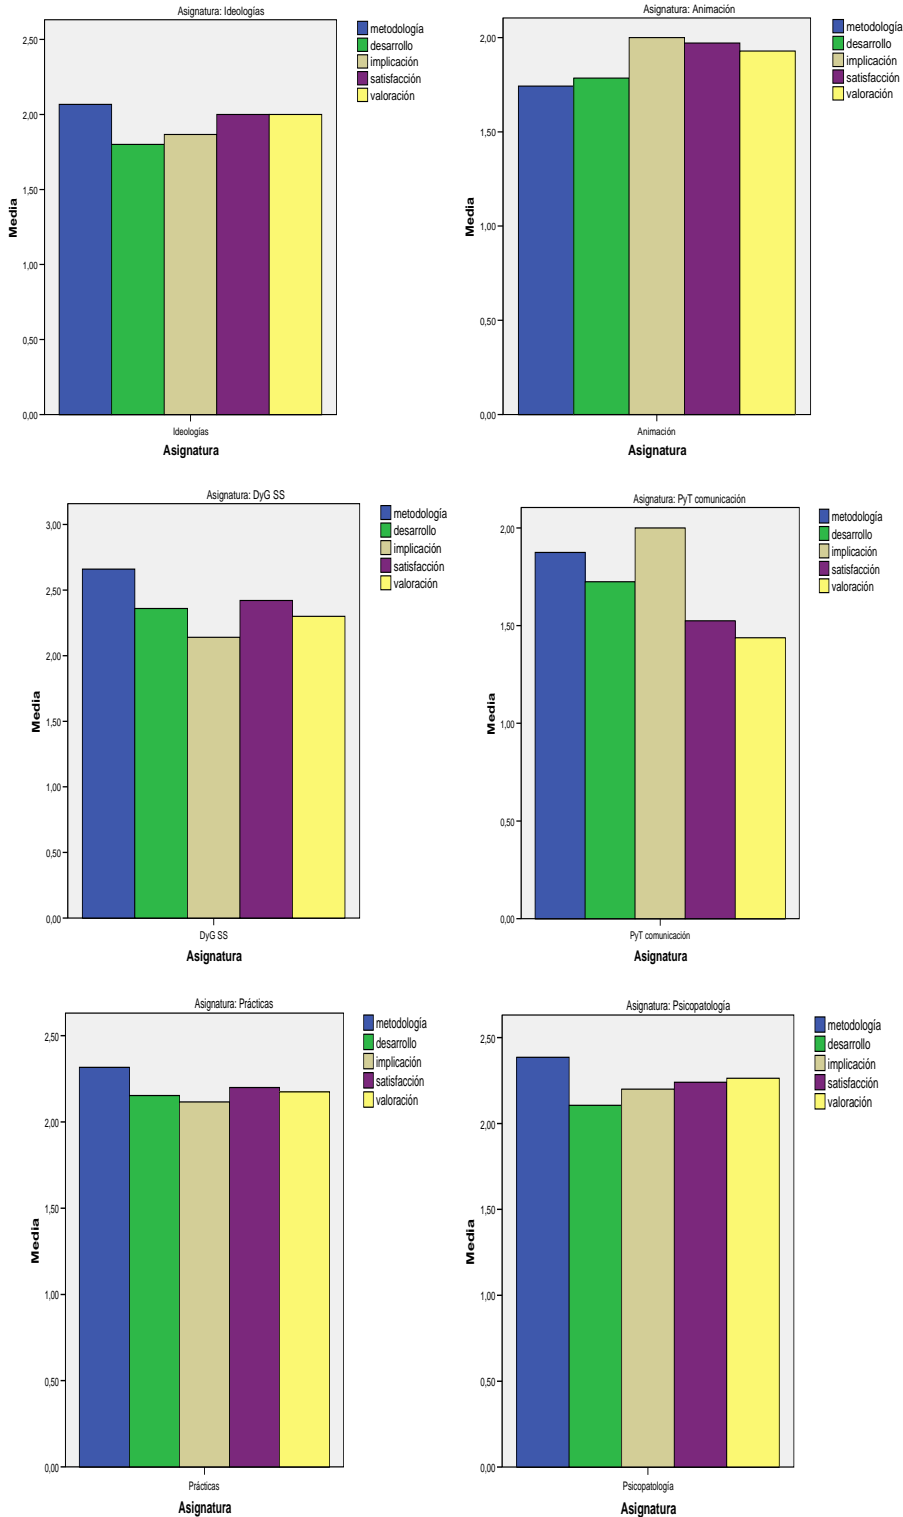 Asignatura: Ideologías
metodología
desarrollo
implicación
satisfacción
valoración
2,50
2,00
1,50
1,00
0,50
0,00
Media
Ideologías
Asignatura
Asignatura: Animación
metodología
desarrollo
implicación
satisfacción
valoración
2,00
1,50
1,00
0,50
0,00
Media
Animación
Asignatura
Asignatura: DyG SS
metodología
desarrollo
implicación
satisfacción
valoración
3,00
2,50
2,00
1,50
1,00
0,50
0,00
Media
DyG SS
Asignatura
Asignatura: PyT comunicación
metodología
desarrollo
implicación
satisfacción
valoración
2,00
1,50
1,00
0,50
0,00
Media
PyT comunicación
Asignatura
Asignatura: Prácticas
metodología
desarrollo
implicación
satisfacción
valoración
2,50
2,00
1,50
1,00
0,50
0,00
Media
Prácticas
Asignatura
Asignatura: Psicopatología
metodología
desarrollo
implicación
satisfacción
valoración
2,50
2,00
1,50
1,00
0,50
0,00
Media
Psicopatología
Asignatura